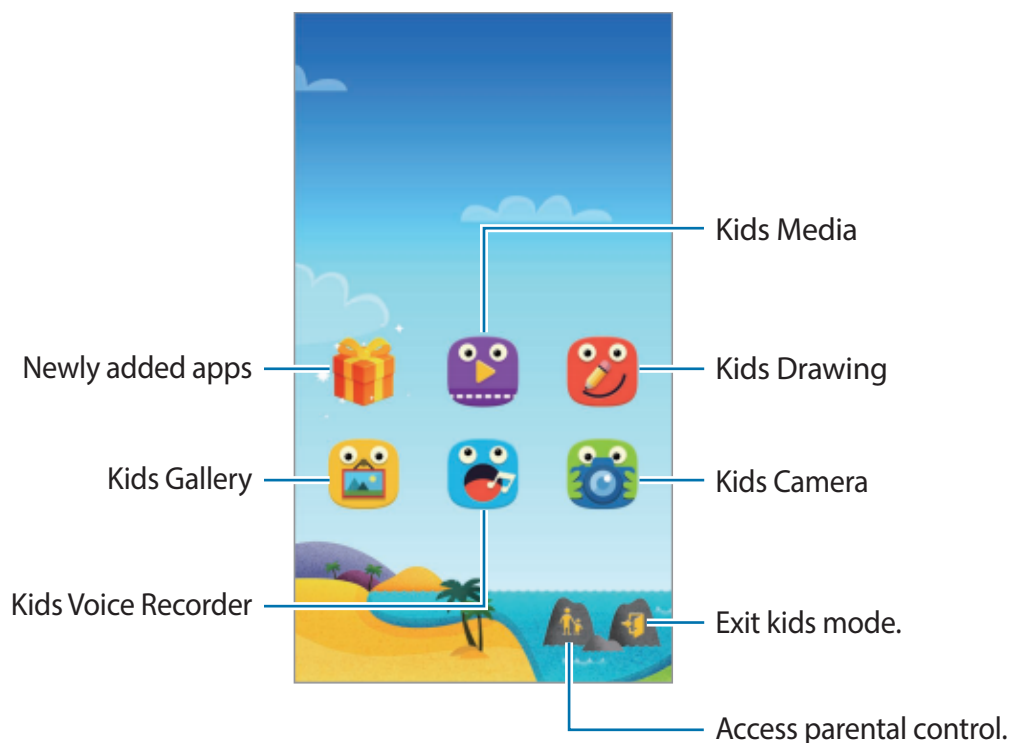 Kids Media
Newly added apps
Kids Drawing
Kids Gallery
Kids Camera
Kids Voice Recorder
Exit kids mode.
Access parental control.